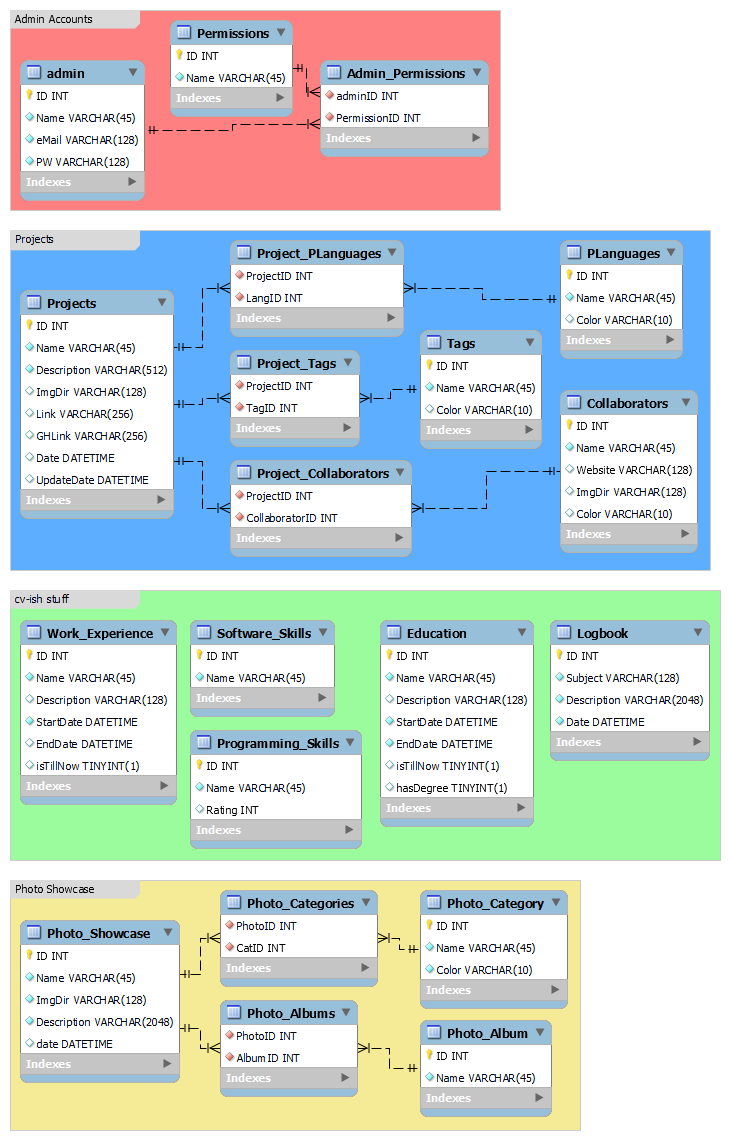 Admin Accounts
Permissions
ID INT
Name VARCHAR(45)
Indexes
admin
ID INT
Name VARCHAR(45)
eMail VARCHAR(128)
PW VARCHAR(128)
Indexes
Admin_Permissions
adminID INT
PermissionID INT
Indexes
Projects
Projects
ID INT
Name VARCHAR(45)
Description VARCHAR(512)
ImgDir VARCHAR(128)
Link VARCHAR(256)
GHLink VARCHAR(256)
Date DATETIME
UpdateDate DATETIME
Indexes
Project_PLanguages
ProjectID INT
LangID INT
Indexes
PLanguages
ID INT
Name VARCHAR(45)
Color VARCHAR(10)
Indexes
Project_Tags
ProjectID INT
TagID INT
Indexes
Tags
ID INT
Name VARCHAR(45)
Color VARCHAR(10)
Indexes
Project_Collaborators
ProjectID INT
CollaboratorID INT
Indexes
Collaborators
ID INT
Name VARCHAR(45)
Website VARCHAR(128)
ImgDir VARCHAR(128)
Color VARCHAR(10)
Indexes
cv-ish stuff
Work_Experience
ID INT
Name VARCHAR(45)
Description VARCHAR(128)
StartDate DATETIME
EndDate DATETIME
isTillNow TINYINT(1)
Indexes
Software_Skills
ID INT
Name VARCHAR(45)
Indexes
Programming_Skills
ID INT
Name VARCHAR(45)
Rating INT
Indexes
Education
ID INT
Name VARCHAR(45)
Description VARCHAR(128)
StartDate DATETIME
EndDate DATETIME
isTillNow TINYINT(1)
hasDegree TINYINT(1)
Indexes
Logbook
ID INT
Subject VARCHAR(128)
Description VARCHAR(2048)
Date DATETIME
Indexes
Photo Showcase
Photo_Showcase
ID INT
Name VARCHAR(45)
ImgDir VARCHAR(128)
Description VARCHAR(2048)
date DATETIME
Indexes
Photo_Categories
PhotoID INT
CatID INT
Indexes
Photo_Category
ID INT
Name VARCHAR(45)
Color VARCHAR(10)
Indexes
Photo_Albums
PhotoID INT
AlbumID INT
Indexes
Photo_Album
ID INT
Name VARCHAR(45)
Indexes